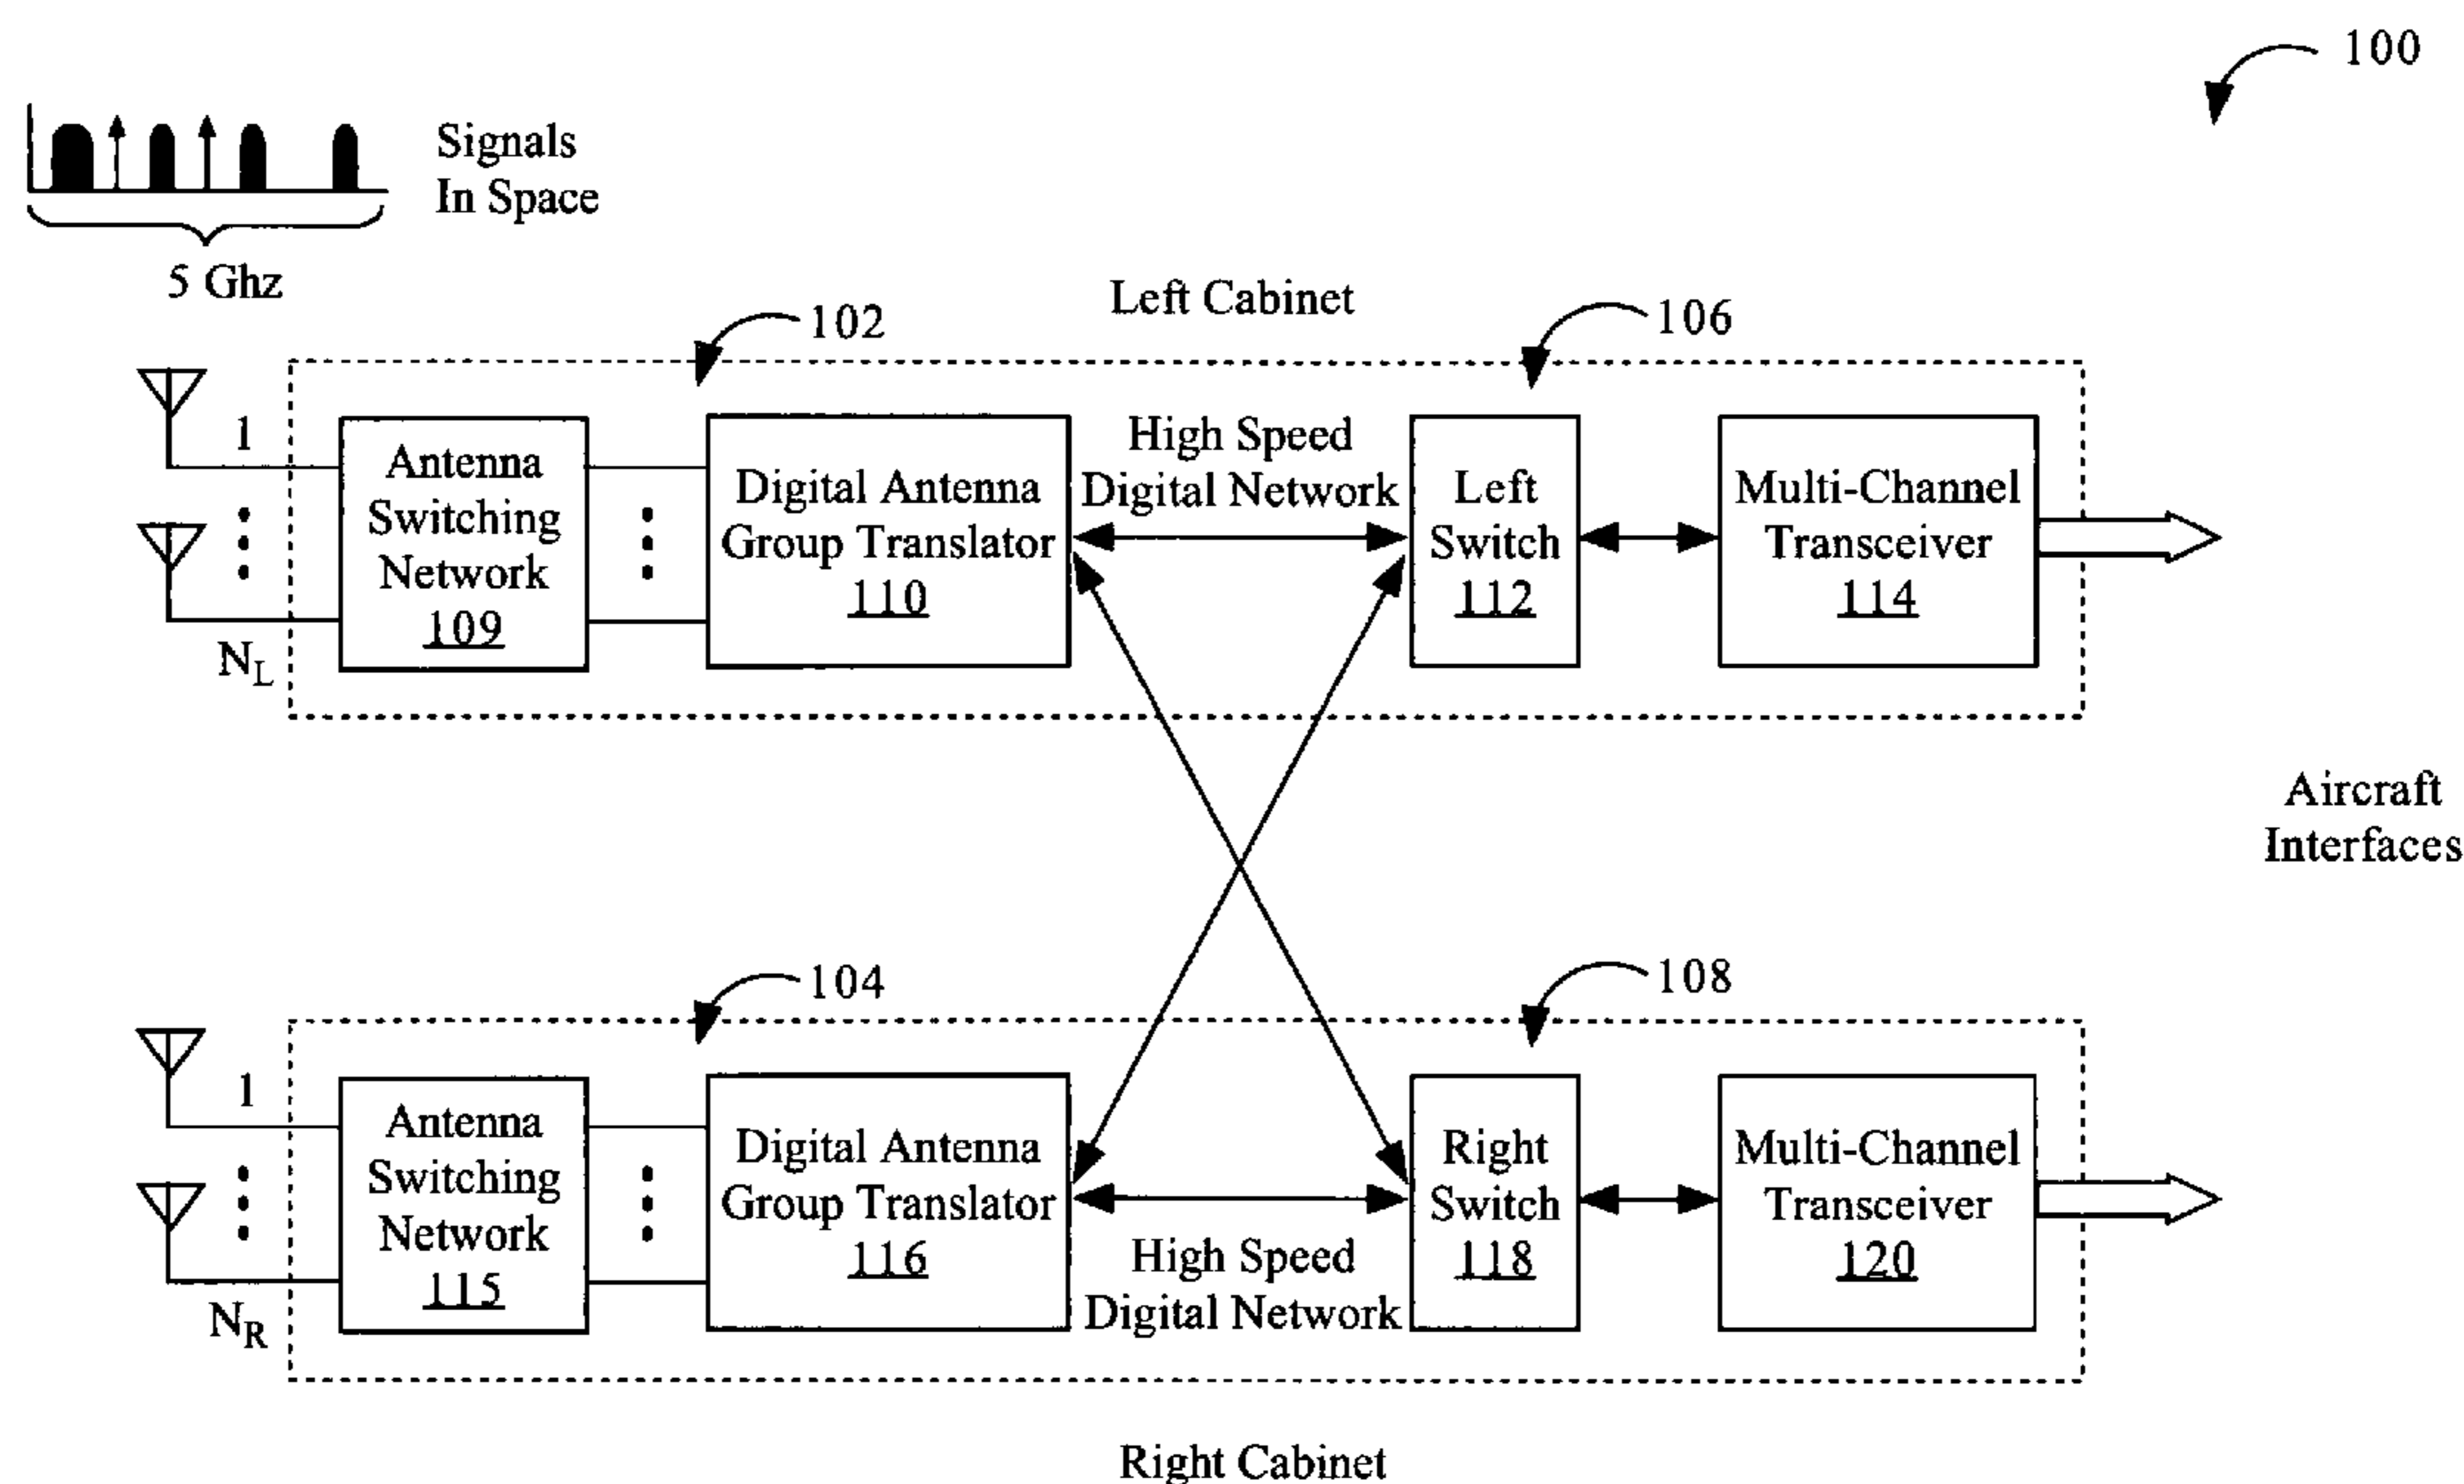 100
Signals
In Space
5 Ghz
Left Cabinet
102
106
1
N_L
Antenna
Switching
Network
109
Digital Antenna
Group Translator
110
High Speed
Digital Network
Left
Switch
112
Multi-Channel
Transceiver
114
Aircraft
Interfaces
104
108
1
N_R
Antenna
Switching
Network
115
Digital Antenna
Group Translator
116
High Speed
Digital Network
Right
Switch
118
Multi-Channel
Transceiver
120
Right Cabinet